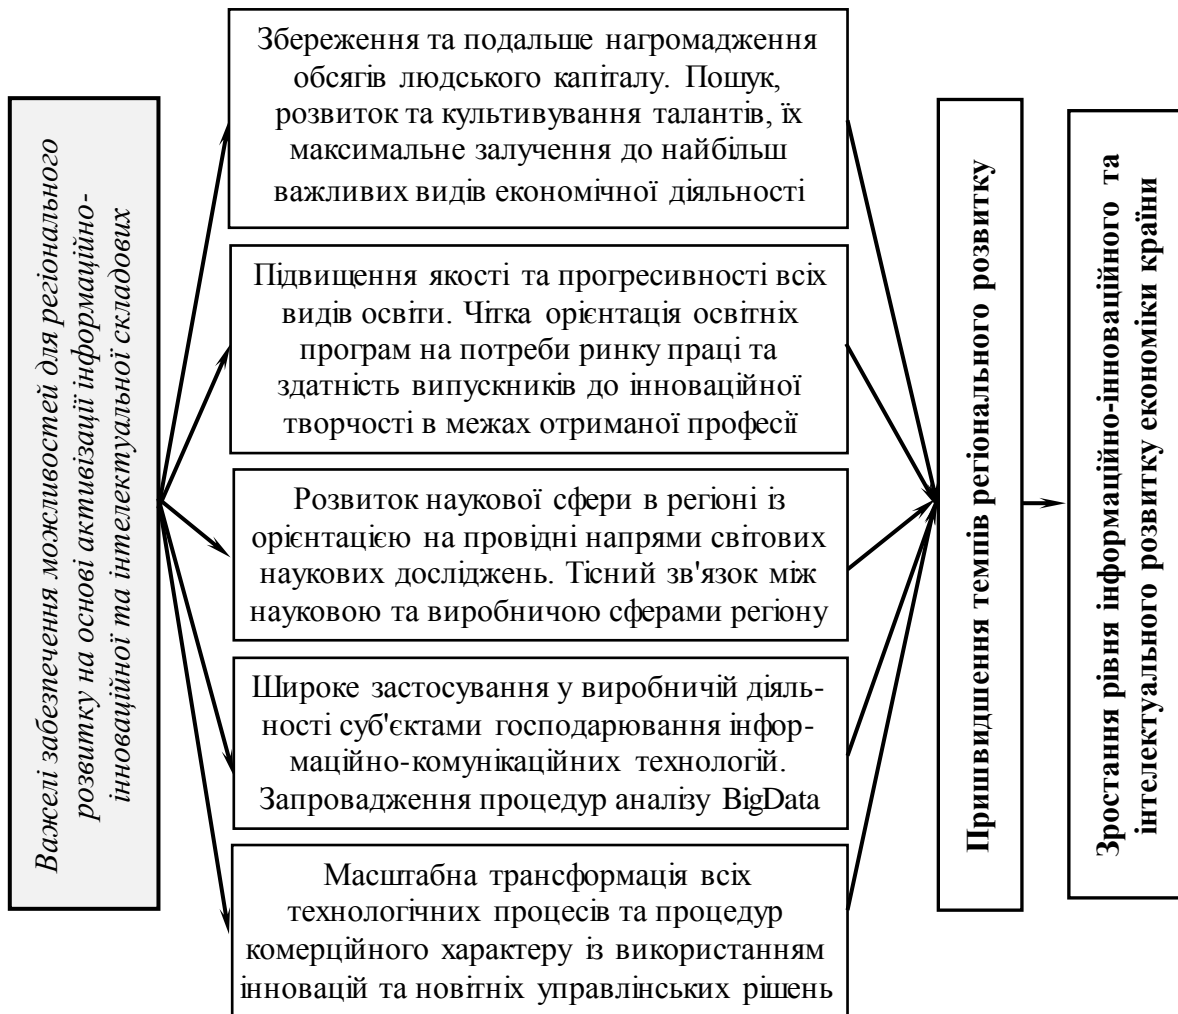 Важелі забезпечення можливостей для регіонального
розвитку на основі активізації інформаційно-
інноваційної та інтелектуальної складових
Збереження та подальше нагромадження
обсягів людського капіталу. Пошук,
розвиток та культивування талантів, їх
максимальне залучення до найбільш
важливих видів економічної діяльності
Підвищення якості та прогресивності всіх
видів освіти. Чітка орієнтація освітніх
програм на потреби ринку праці та
здатність випускників до інноваційної
творчості в межах отриманої професії
Розвиток наукової сфери в регіоні із
орієнтацією на провідні напрями світових
наукових досліджень. Тісний зв'язок між
науковою та виробничою сферами регіону
Широке застосування у виробничій діяль-
ності суб'єктами господарювання інфор-
маційно-комунікаційних технологій.
Запровадження процедур аналізу BigData
Масштабна трансформація всіх
технологічних процесів та процедур
комерційного характеру із використанням
інновацій та новітніх управлінських рішень
Пришвидшення темпів регіонального розвитку
Зростання рівня інформаційно-інноваційного та
інтелектуального розвитку економіки країни